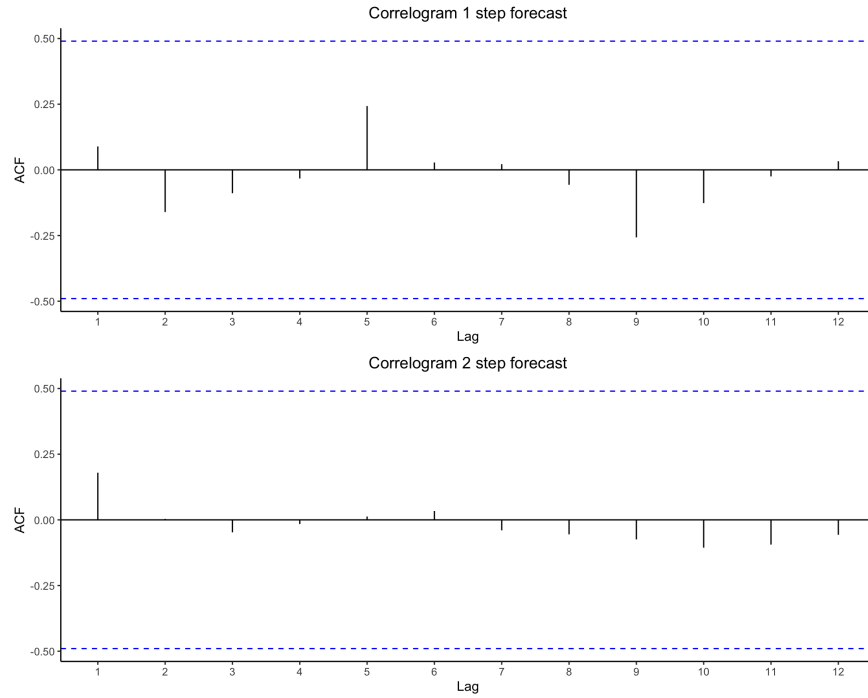 Correlogram 1 step forecast
0.50
0.25
0.00
-0.25
-0.50
ACF
1 2 3 4 5 6 7 8 9 10 11 12
Lag
Correlogram 2 step forecast
0.50
0.25
0.00
-0.25
-0.50
ACF
1 2 3 4 5 6 7 8 9 10 11 12
Lag